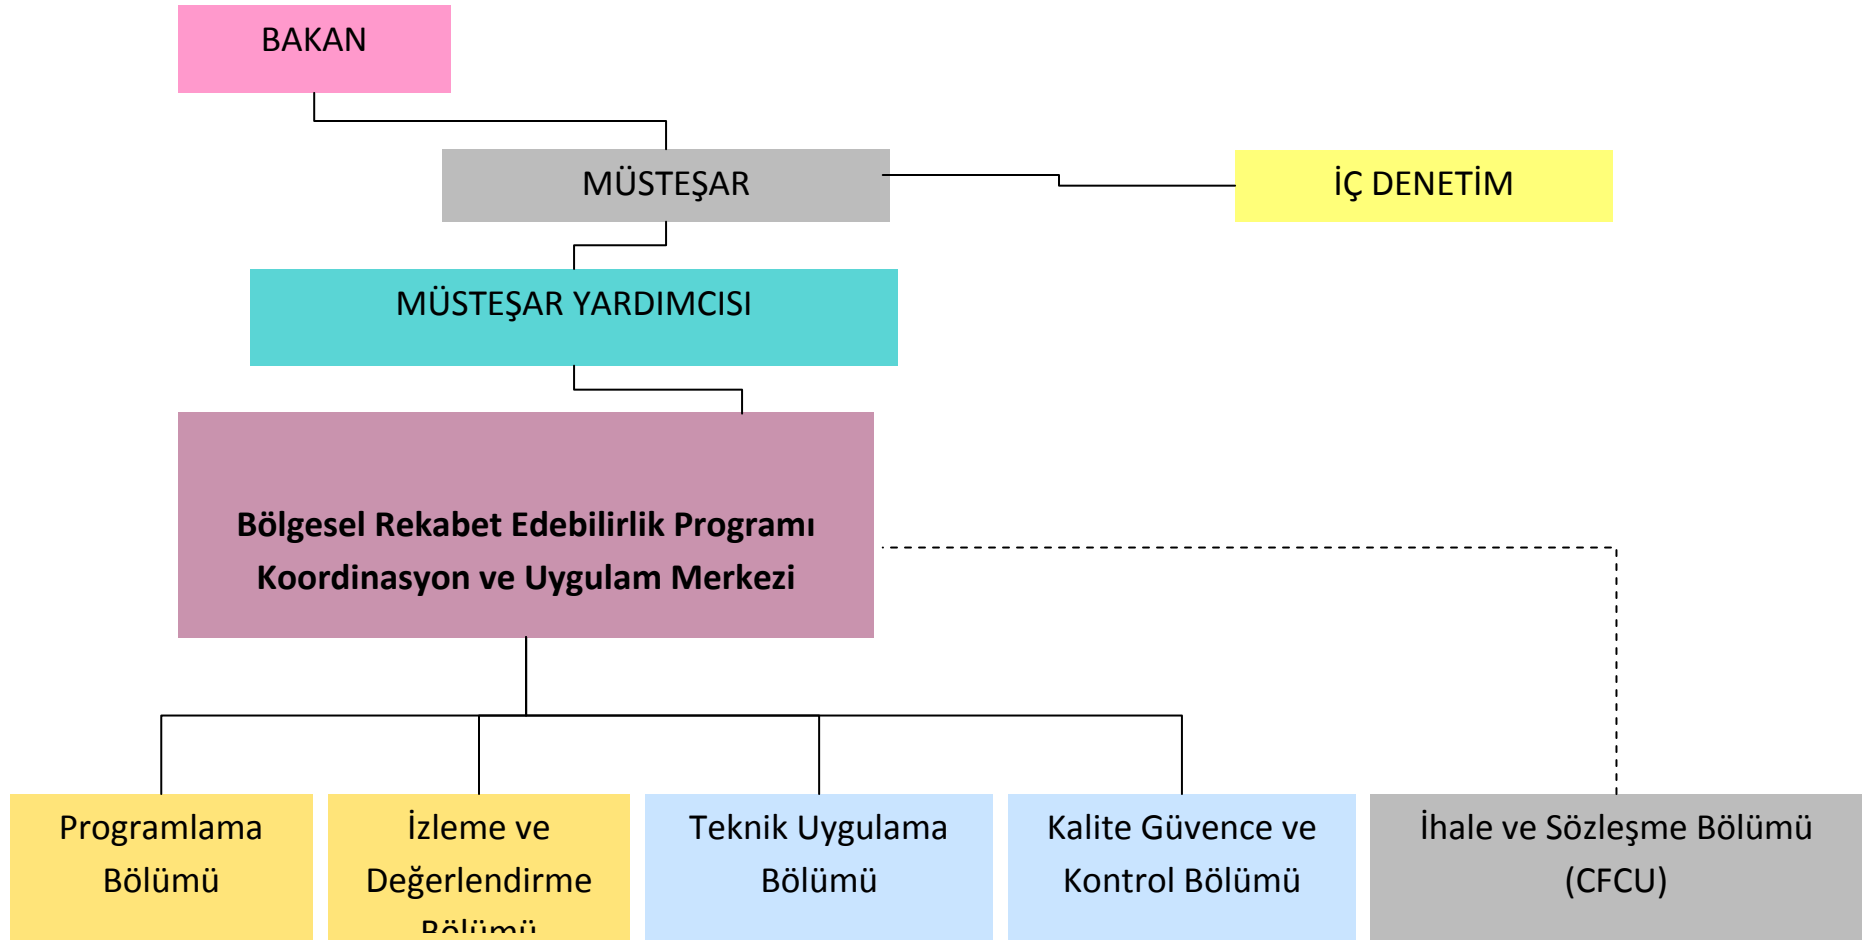 BAKAN
MÜSTEŞAR
İÇ DENETİM
MÜSTEŞAR YARDIMCISI
Bölgesel Rekabet Edebilirlik Programı
Koordinasyon ve Uygulam Merkezi
Programlama
Bölümü
İzleme ve
Değerlendirme
Bölümü
Teknik Uygulama
Bölümü
Kalite Güvence ve
Kontrol Bölümü
İhale ve Sözleşme Bölümü
(CFCU)